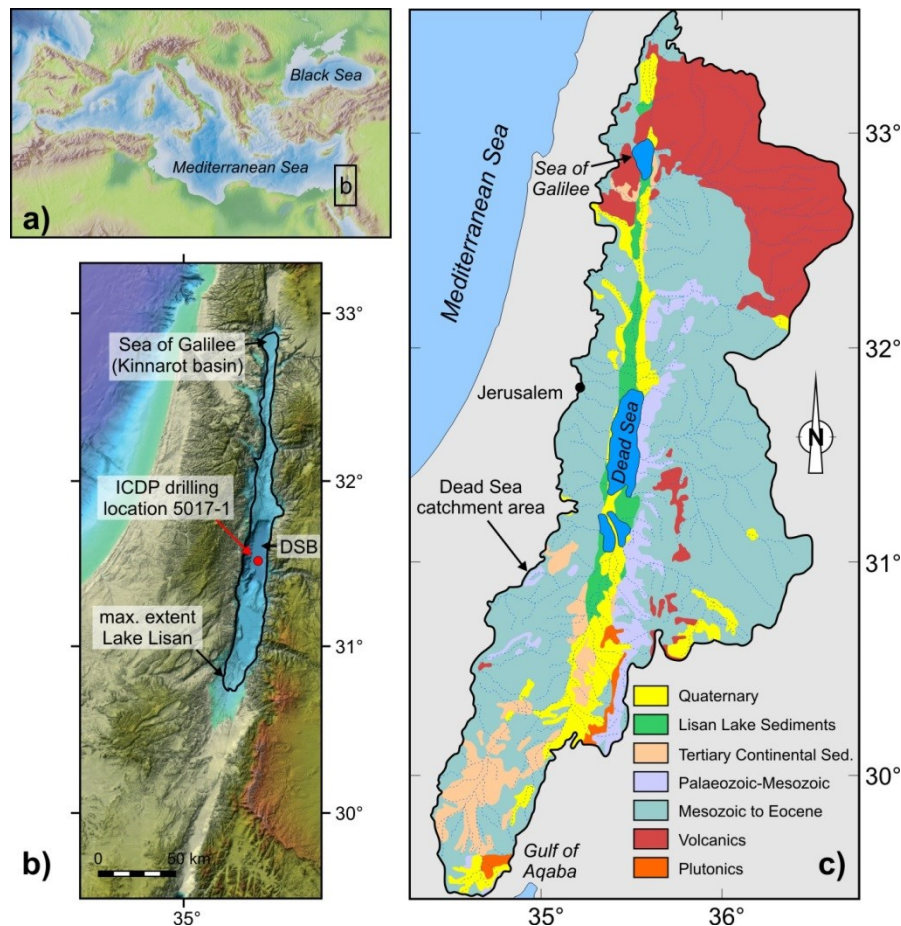 Black Sea
Mediterranean Sea
b
a)
33°
32°
31°
30°
35°
Sea of Galilee
(Kinnarot basin)
ICDP drilling
location 5017-1
DSB
max. extent
Lake Lisan
0 50 km
b)
35°
Mediterranean Sea
Sea of
Galilee
Jerusalem
Dead Sea
Dead Sea
catchment area
N
33°
32°
31°
30°
Quaternary
Lisan Lake Sediments
Tertiary Continental Sed.
Palaeozoic-Mesozoic
Mesozoic to Eocene
Volcanics
Plutonics
Gulf of
Aqaba
c)
35°
36°